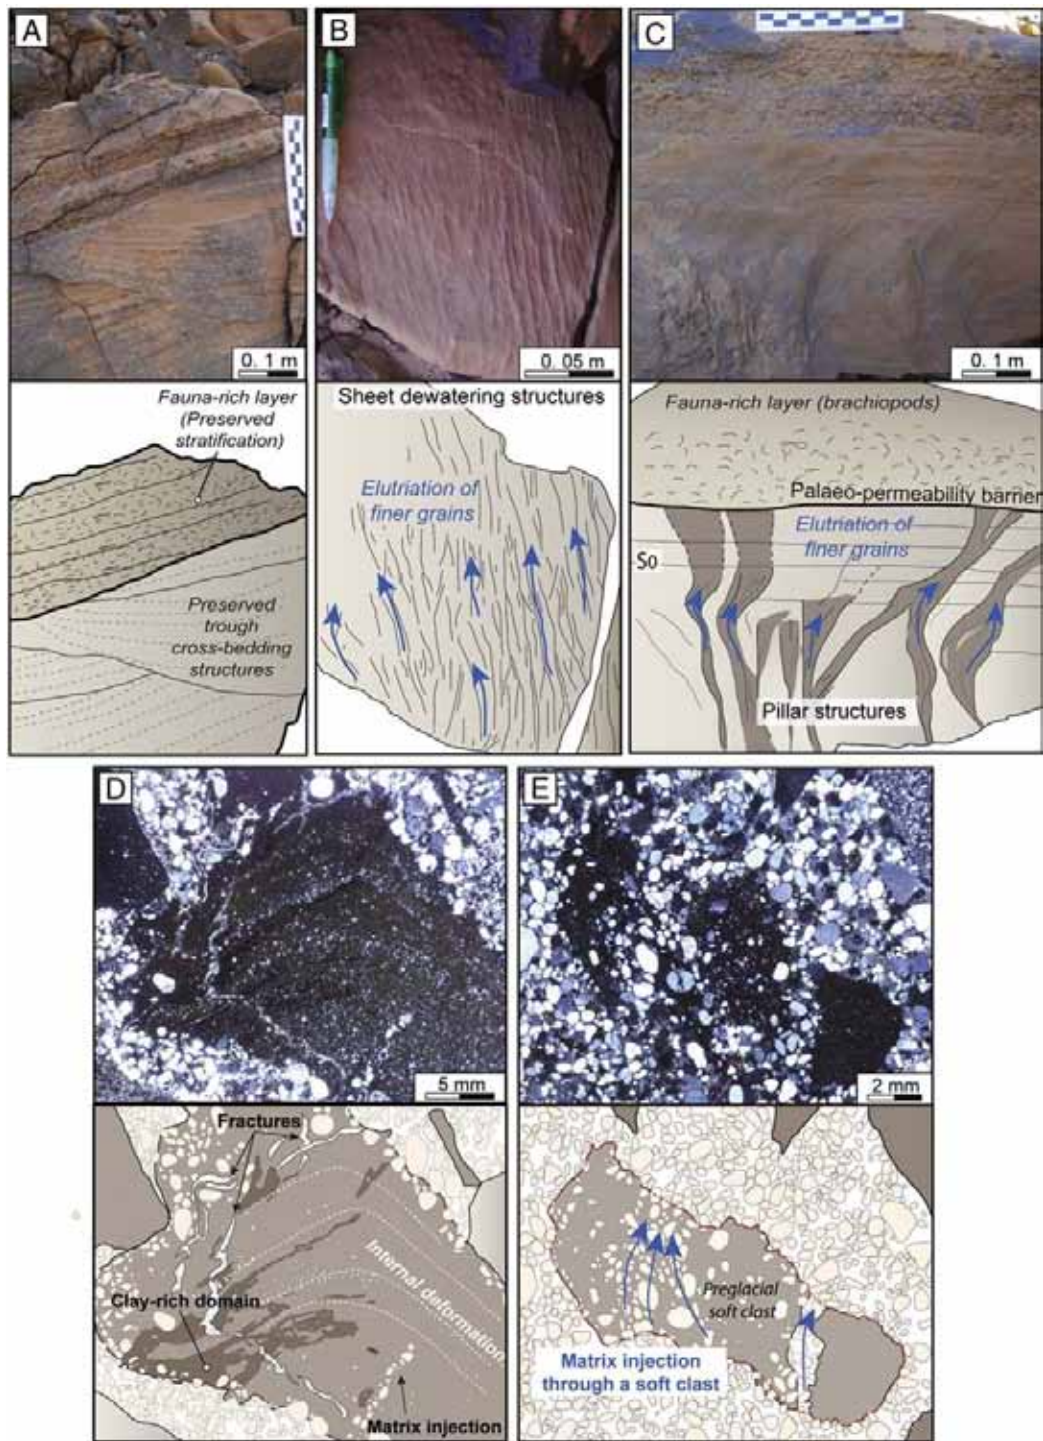 A
B
C
0. 1 m
0. 05 m
0. 1 m
Fauna-rich layer
(Preserved
stratification)
Preserved
trough
cross-bedding
structures
Sheet dewatering structures
Elutriation of
finer grains
Fauna-rich layer (brachiopods)
Palaeo-permeability barrier
Elutriation of
finer grains
So
Pillar structures
D
E
5 mm
2 mm
Fractures
Internal deformation
Clay-rich domain
Matrix injection
Preglacial
soft clast
Matrix injection
through a soft clast